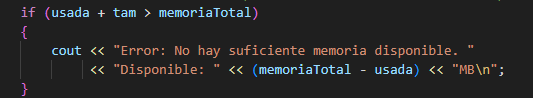 if (usada + tam > memoriaTotal)
{
    cout << "Error: No hay suficiente memoria disponible. "
         << "Disponible: " << (memoriaTotal - usada) << "MB\n";
}